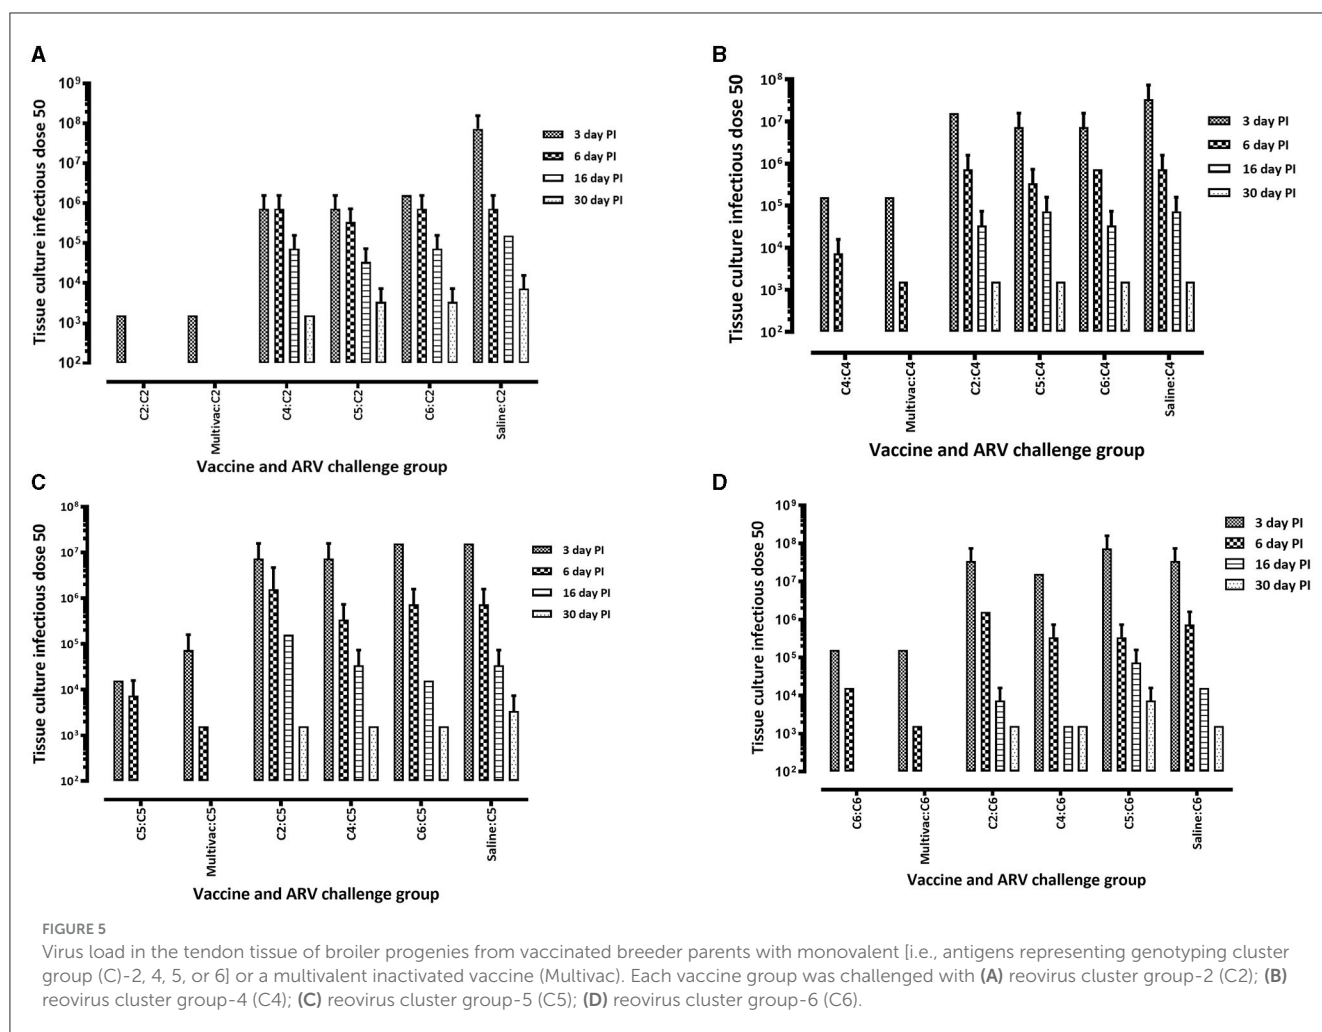 A
Tissue culture infectious dose 50
10⁹
10⁸
10⁷
10⁶
10⁵
10⁴
10³
10²
3 day PI
6 day PI
16 day PI
30 day PI
C2:C2
Multivac:C2
C4:C2
C5:C2
C6:C2
Saline:C2
Vaccine and ARV challenge group
B
Tissue culture infectious dose 50
10⁸
10⁷
10⁶
10⁵
10⁴
10³
10²
3 day PI
6 day PI
16 day PI
30 day PI
C4:C4
Multivac:C4
C2:C4
C5:C4
C6:C4
Saline:C4
Vaccine and ARV challenge group
C
Tissue culture infectious dose 50
10⁸
10⁷
10⁶
10⁵
10⁴
10³
10²
3 day PI
6 day PI
16 day PI
30 day PI
C5:C5
Multivac:C5
C2:C5
C4:C5
C6:C5
Saline:C5
Vaccine and ARV challenge group
D
Tissue culture infectious dose 50
10⁹
10⁸
10⁷
10⁶
10⁵
10⁴
10³
10²
3 day PI
6 day PI
16 day PI
30 day PI
C6:C6
Multivac:C6
C2:C6
C4:C6
C5:C6
Saline:C6
Vaccine and ARV challenge group
FIGURE 5
Virus load in the tendon tissue of broiler progenies from vaccinated breeder parents with monovalent [i.e., antigens representing genotyping cluster
group (C)-2, 4, 5, or 6] or a multivalent inactivated vaccine (Multivac). Each vaccine group was challenged with (A) reovirus cluster group-2 (C2); (B)
reovirus cluster group-4 (C4); (C) reovirus cluster group-5 (C5); (D) reovirus cluster group-6 (C6).